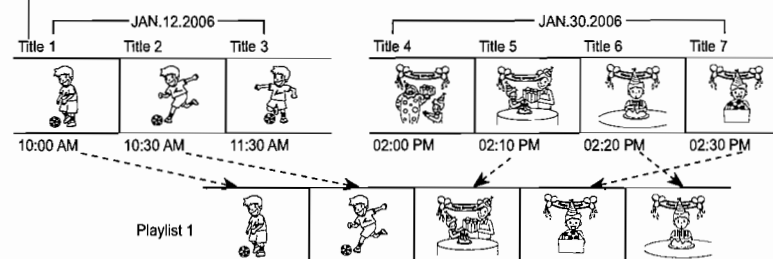 JAN.12.2006 JAN.30.2006
Title 1 Title 2 Title 3 Title 4 Title 5 Title 6 Title 7
10:00 AM 10:30 AM 11:30 AM 02:00 PM 02:10 PM 02:20 PM 02:30 PM
Playlist 1